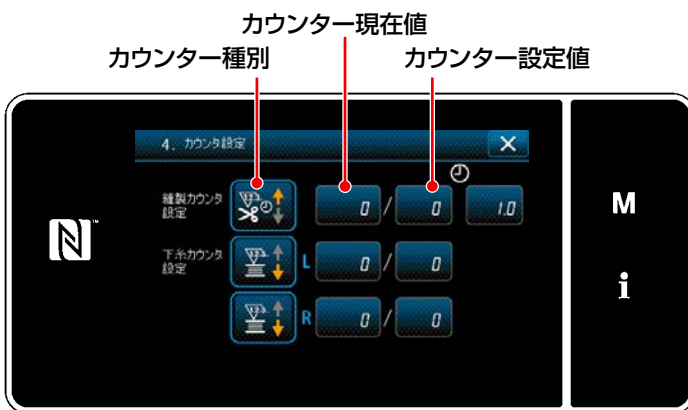 カウンター現在値
カウンター種別
カウンター設定値
4. カウンタ設定
縫製カウンタ
設定
0 / 0
1.0
下糸カウンタ
設定
L
0 / 0
R
0 / 0
M
i
N